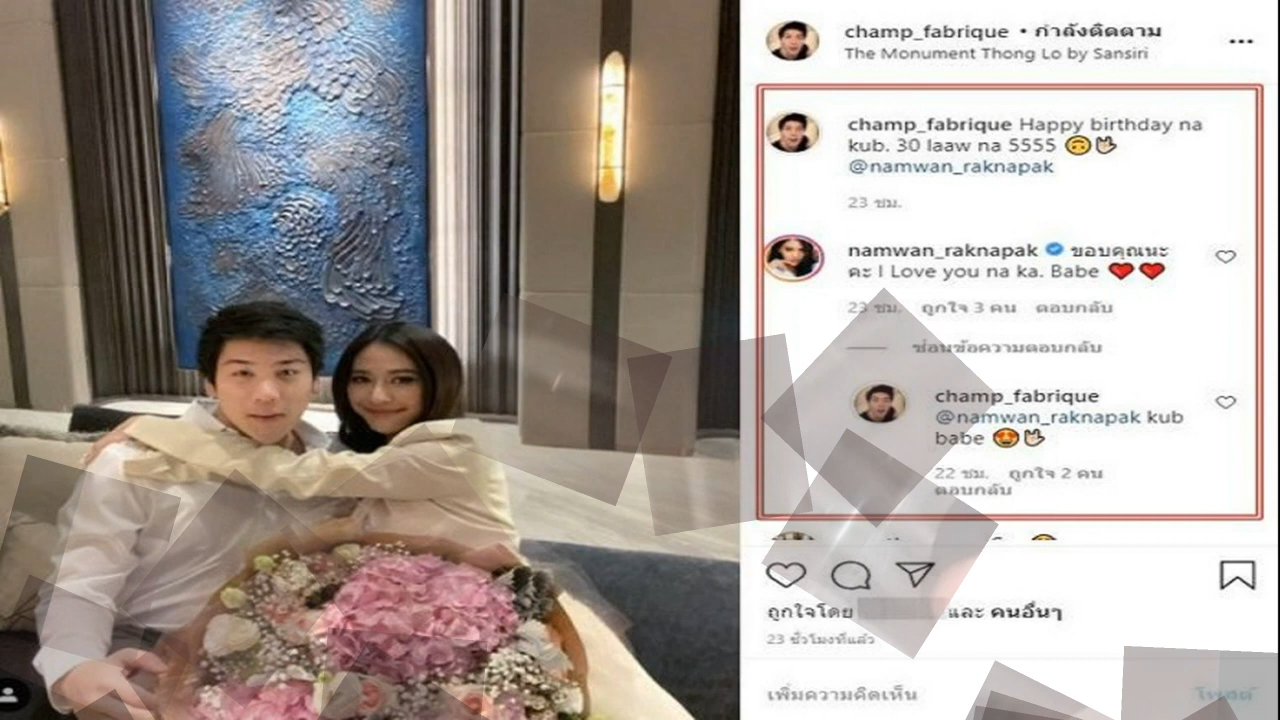 champ_fabrique • กำลังติดตาม
The Monument Thong Lo by Sansiri
champ_fabrique Happy birthday na
kub. 30 laaw na 5555
@namwan_raknapak
23 ชม.
namwan_raknapak ขอบคุณนะ
คะ I Love you na ka. Babe
23 ชม. ถูกใจ 3 คน ตอบกลับ
ซ่อนข้อความตอบกลับ
champ_fabrique
@namwan_raknapak kub
babe
22 ชม. ถูกใจ 2 คน
ตอบกลับ
ถูกใจโดย และ คนอื่นๆ
23 ชั่วโมงที่แล้ว
เพิ่มความคิดเห็น
โพสต์